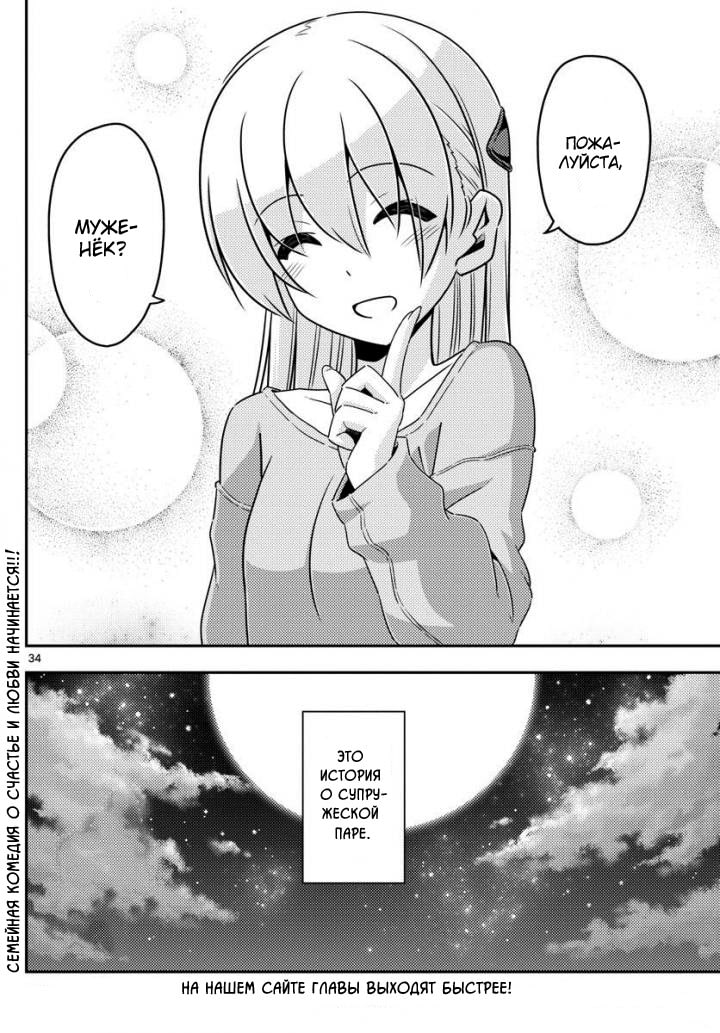 ПОЖА-
ЛУЙСТА,
МУЖЕ-
НЁК?
34
СЕМЕЙНАЯ КОМЕДИЯ О СЧАСТЬЕ И ЛЮБВИ НАЧИНАЕТСЯ!!!
ЭТО
ИСТОРИЯ
О СУПРУ-
ЖЕСКОЙ
ПАРЕ.
НА НАШЕМ САЙТЕ ГЛАВЫ ВЫХОДЯТ БЫСТРЕЕ!